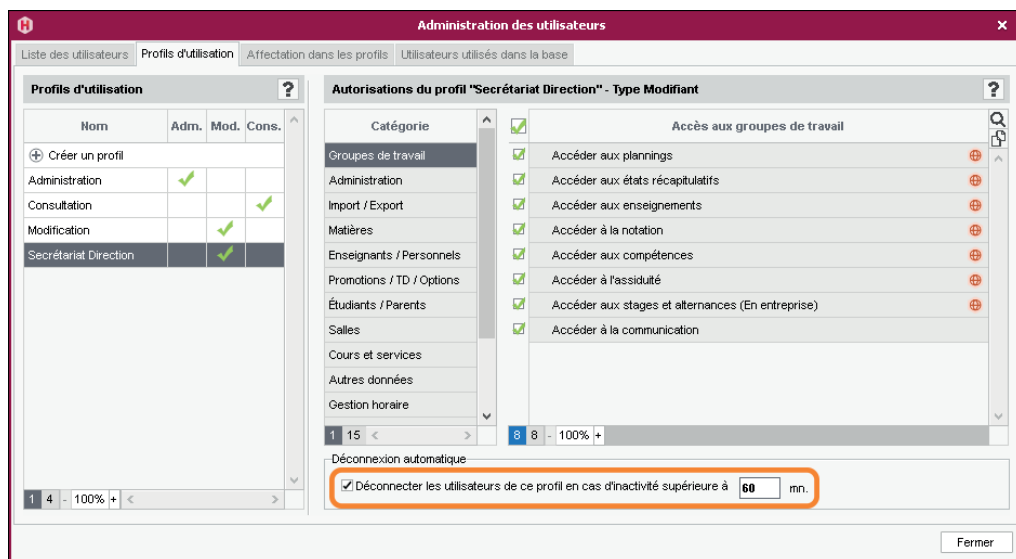 Administration des utilisateurs
Liste des utilisateurs Profils d'utilisation Affectation dans les profils Utilisateurs utilisés dans la base
Profils d'utilisation ?
Nom Adm. Mod. Cons.
Créer un profil
Administration
Consultation
Modification
Secrétariat Direction
1 4 - 100% + < >
Autorisations du profil "Secrétariat Direction" - Type Modifiant ?
Catégorie
Groupes de travail
Administration
Import / Export
Matières
Enseignants / Personnels
Promotions / TD / Options
Étudiants / Parents
Salles
Cours et services
Autres données
Gestion horaire
1 15 < >
Accès aux groupes de travail
Accéder aux plannings
Accéder aux états récapitulatifs
Accéder aux enseignements
Accéder à la notation
Accéder aux compétences
Accéder à l'assiduité
Accéder aux stages et alternances (En entreprise)
Accéder à la communication
8 8 - 100% +
Déconnexion automatique
Déconnecter les utilisateurs de ce profil en cas d'inactivité supérieure à 60 mn.
Fermer